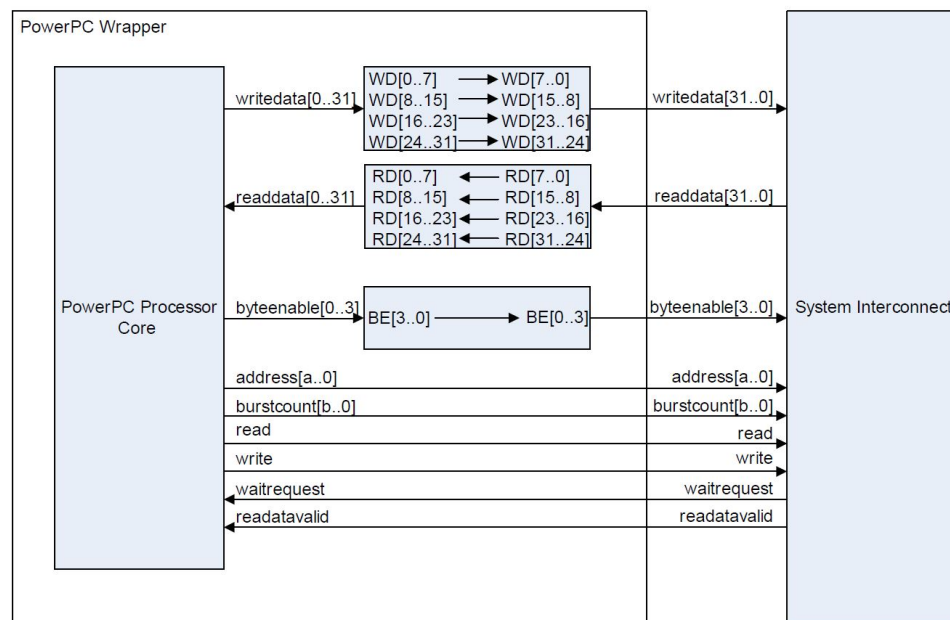 PowerPC Wrapper
PowerPC Processor
Core
writedata[0..31]
WD[0..7] WD[7..0]
WD[8..15] WD[15..8]
WD[16..23] WD[23..16]
WD[24..31] WD[31..24]
writedata[31..0]
readdata[0..31]
RD[0..7] RD[7..0]
RD[8..15] RD[15..8]
RD[16..23] RD[23..16]
RD[24..31] RD[31..24]
readdata[31..0]
byteenable[0..3]
BE[3..0] BE[0..3]
byteenable[3..0]
System Interconnect
address[a..0] address[a..0]
burstcount[b..0] burstcount[b..0]
read read
write write
waitrequest waitrequest
readatavalid readatavalid